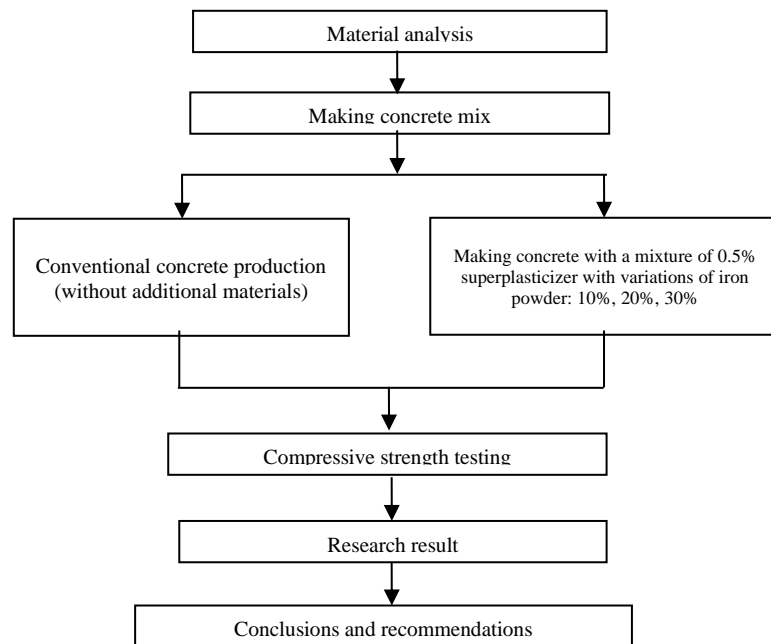 Material analysis
Making concrete mix
Conventional concrete production
(without additional materials)
Making concrete with a mixture of 0.5%
superplasticizer with variations of iron
powder: 10%, 20%, 30%
Compressive strength testing
Research result
Conclusions and recommendations